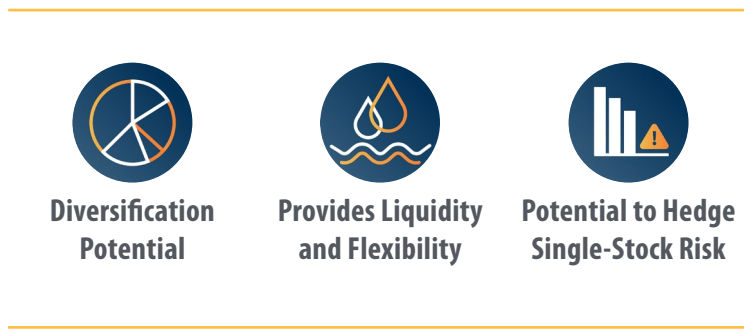 Diversification
Potential
Provides Liquidity
and Flexibility
Potential to Hedge
Single-Stock Risk